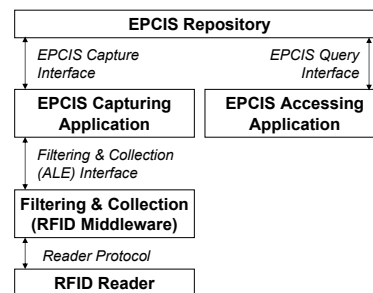 EPCIS Repository
EPCIS Capture
Interface
EPCIS Query
Interface
EPCIS Capturing
Application
EPCIS Accessing
Application
Filtering & Collection
(ALE) Interface
Filtering & Collection
(RFID Middleware)
Reader Protocol
RFID Reader